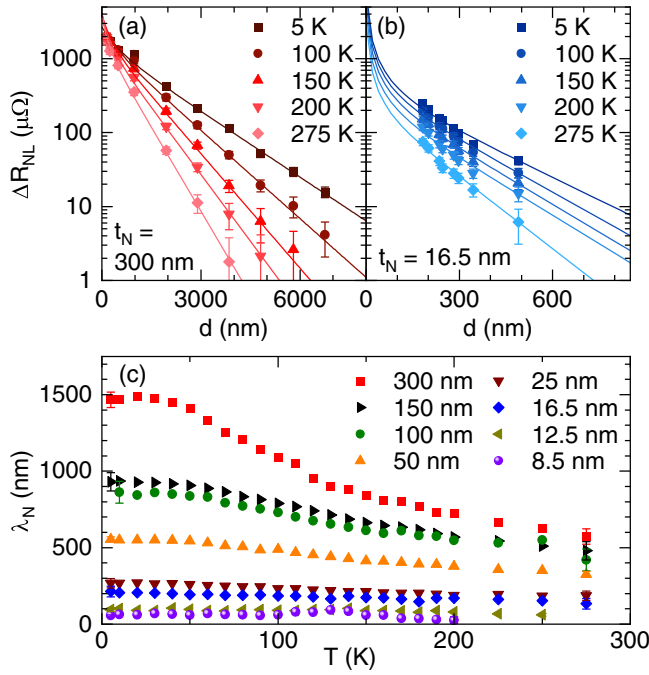 (a)
5 K
100 K
150 K
200 K
275 K
t_N =
300 nm
1000
100
10
1
ΔR_NL (μΩ)
0
3000
6000
d (nm)
(b)
5 K
100 K
150 K
200 K
275 K
t_N = 16.5 nm
0
300
600
d (nm)
(c)
300 nm
150 nm
100 nm
50 nm
25 nm
16.5 nm
12.5 nm
8.5 nm
1500
1000
500
0
λ_N (nm)
0
100
200
300
T (K)